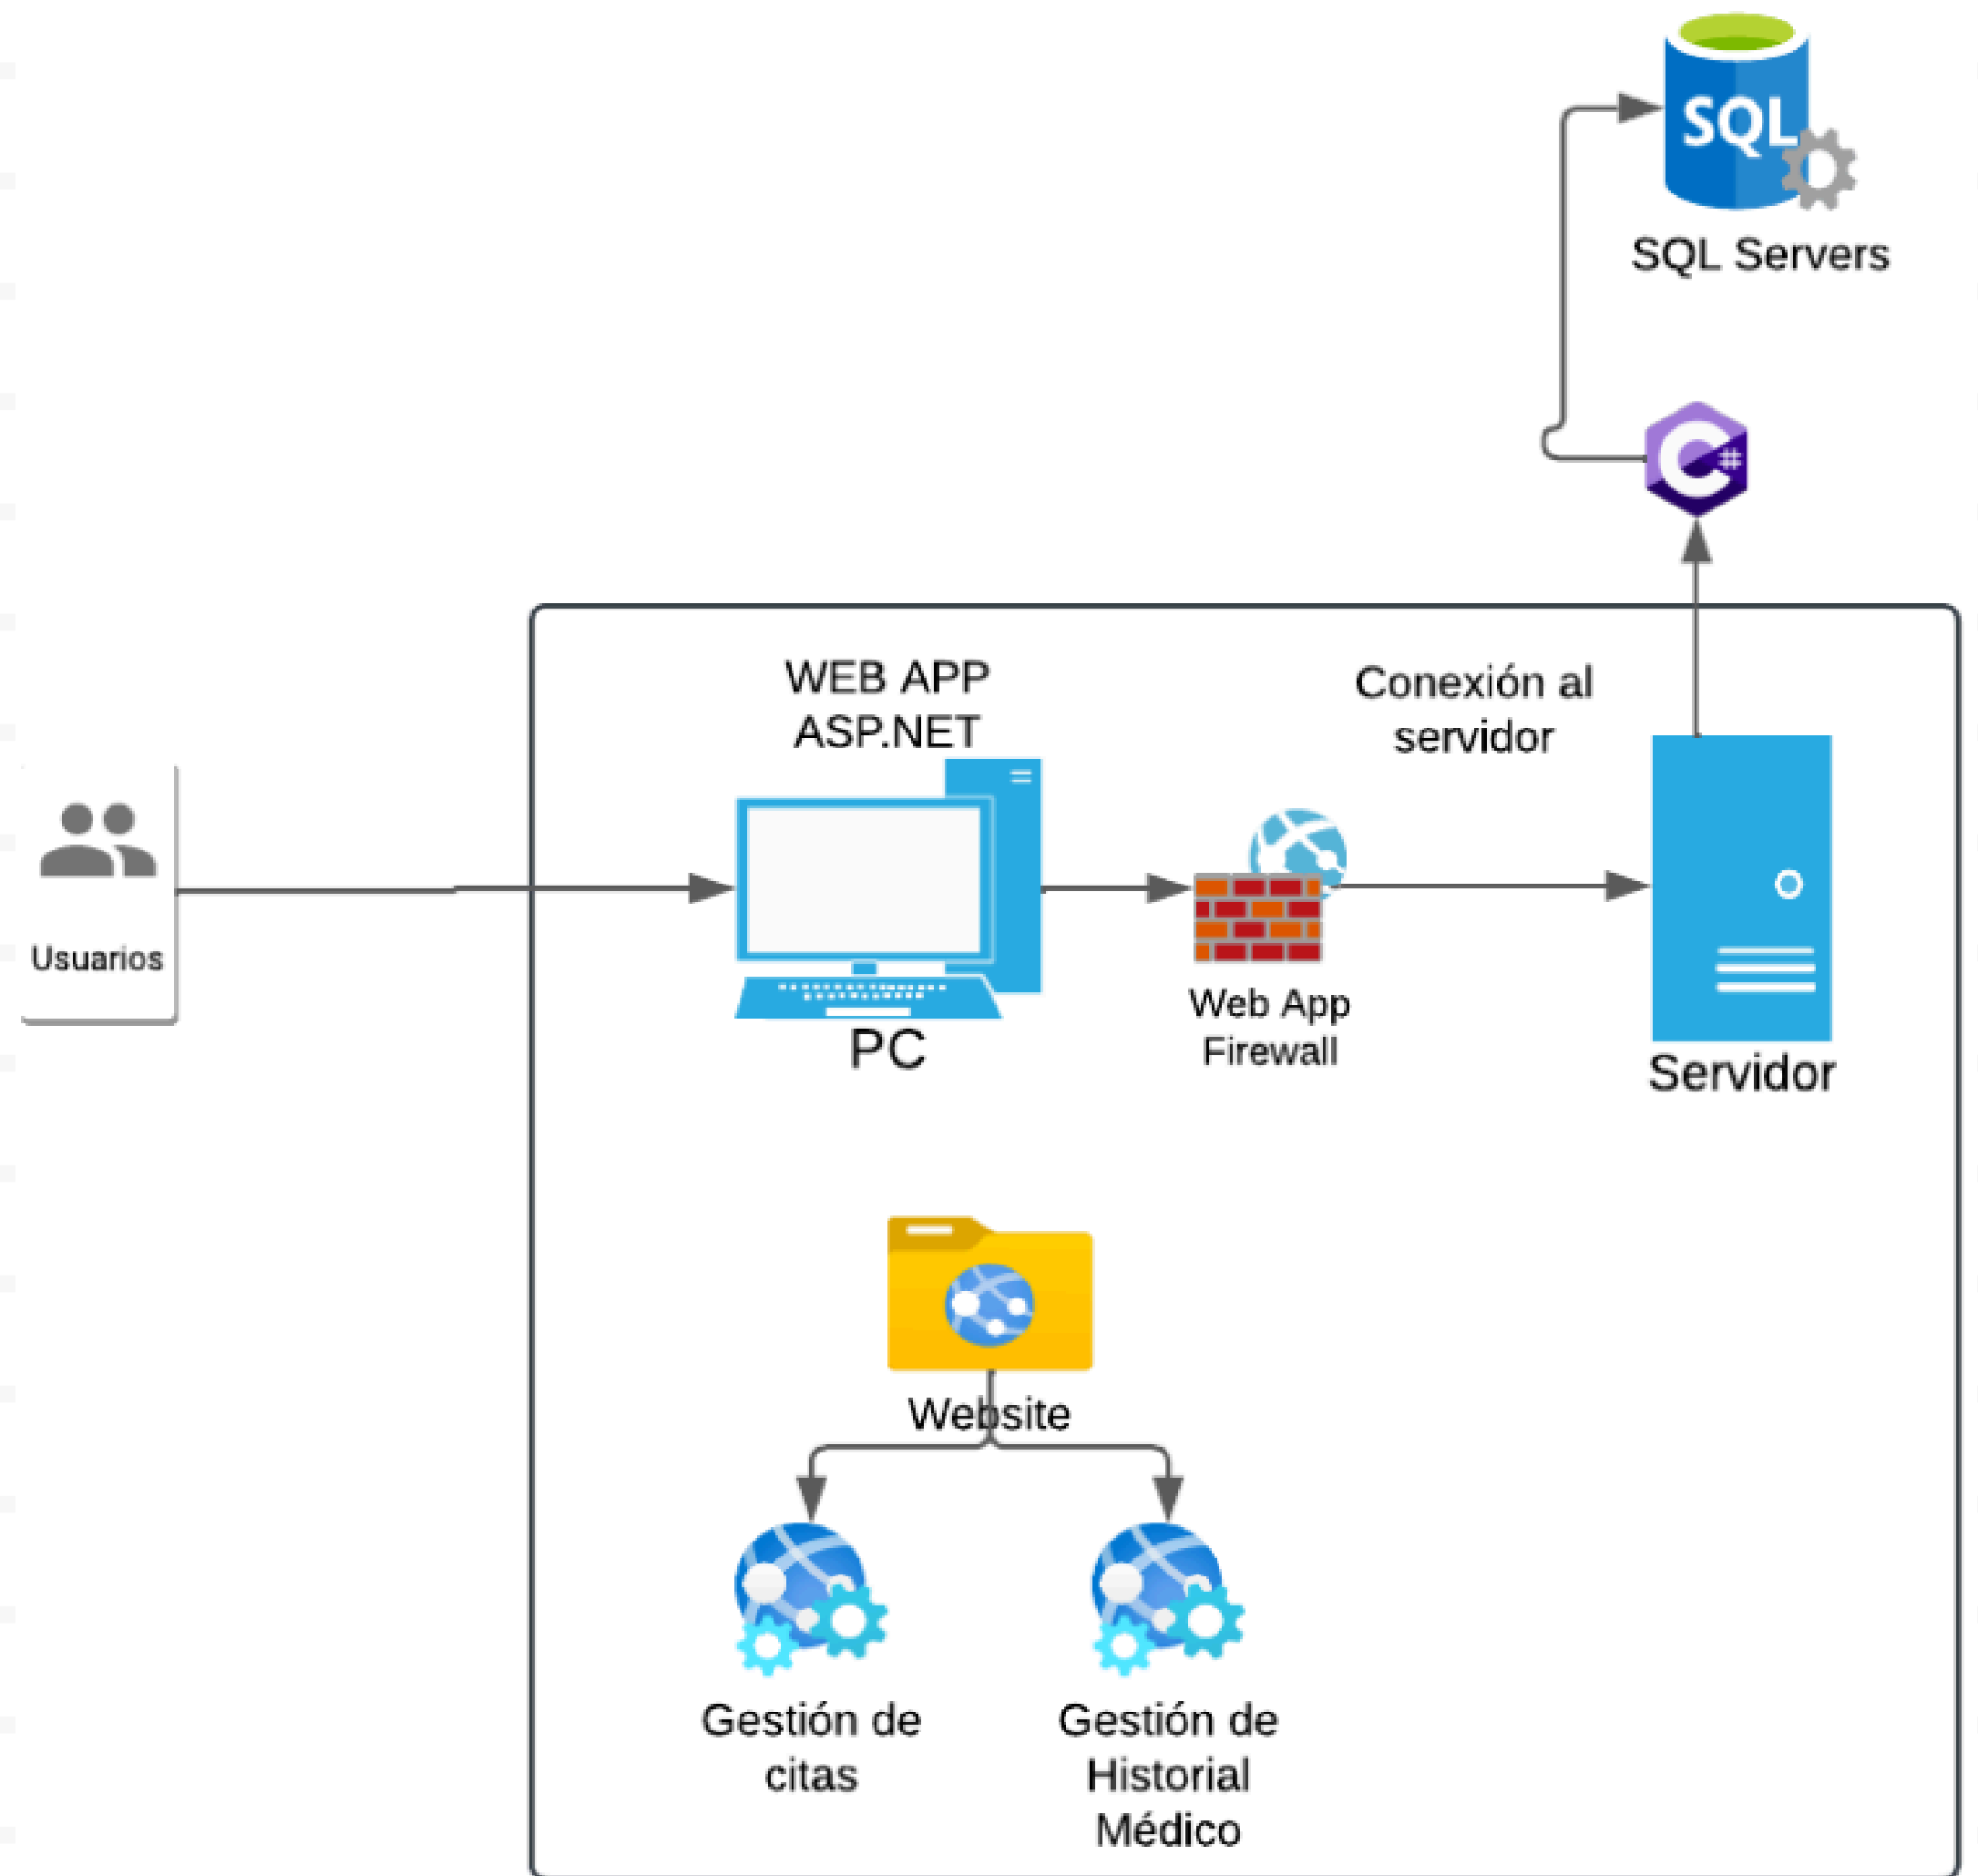 SQL
SQL Servers
C#
WEB APP
ASP.NET
Conexión al
servidor
Usuarios
PC
Web App
Firewall
Servidor
Website
Gestión de
citas
Gestión de
Historial
Médico